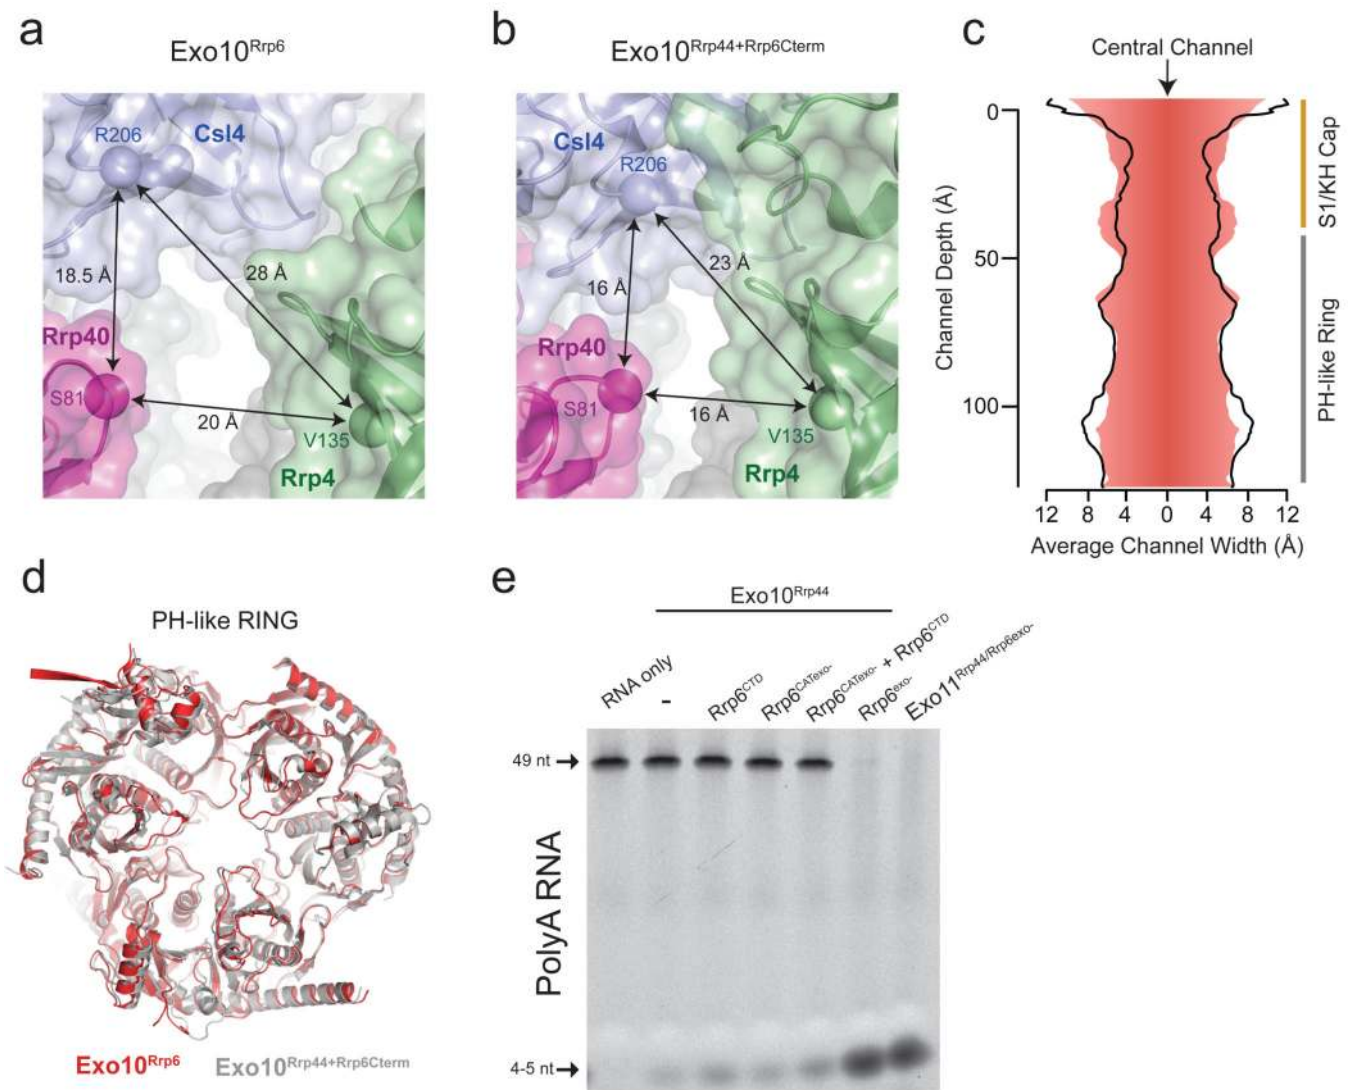 a
Exo10Rrp6
R206
Csl4
18.5 Å
28 Å
Rrp40
S81
20 Å
V135
Rrp4
b
Exo10Rrp44+Rrp6Cterm
Csl4
R206
16 Å
23 Å
Rrp40
S81
16 Å
V135
Rrp4
c
Central Channel
Channel Depth (Å)
0
50
100
12 8 4 0 4 8 12
Average Channel Width (Å)
S1/KH Cap
PH-like Ring
d
PH-like RING
Exo10Rrp6
Exo10Rrp44+Rrp6Cterm
e
Exo10Rrp44
RNA only
-
Rrp6CTD
Rrp6CATexo-
Rrp6CATexo- + Rrp6CTD
Rrp6exo-
Exo11Rrp44/Rrp6exo-
49 nt
PolyA RNA
4-5 nt